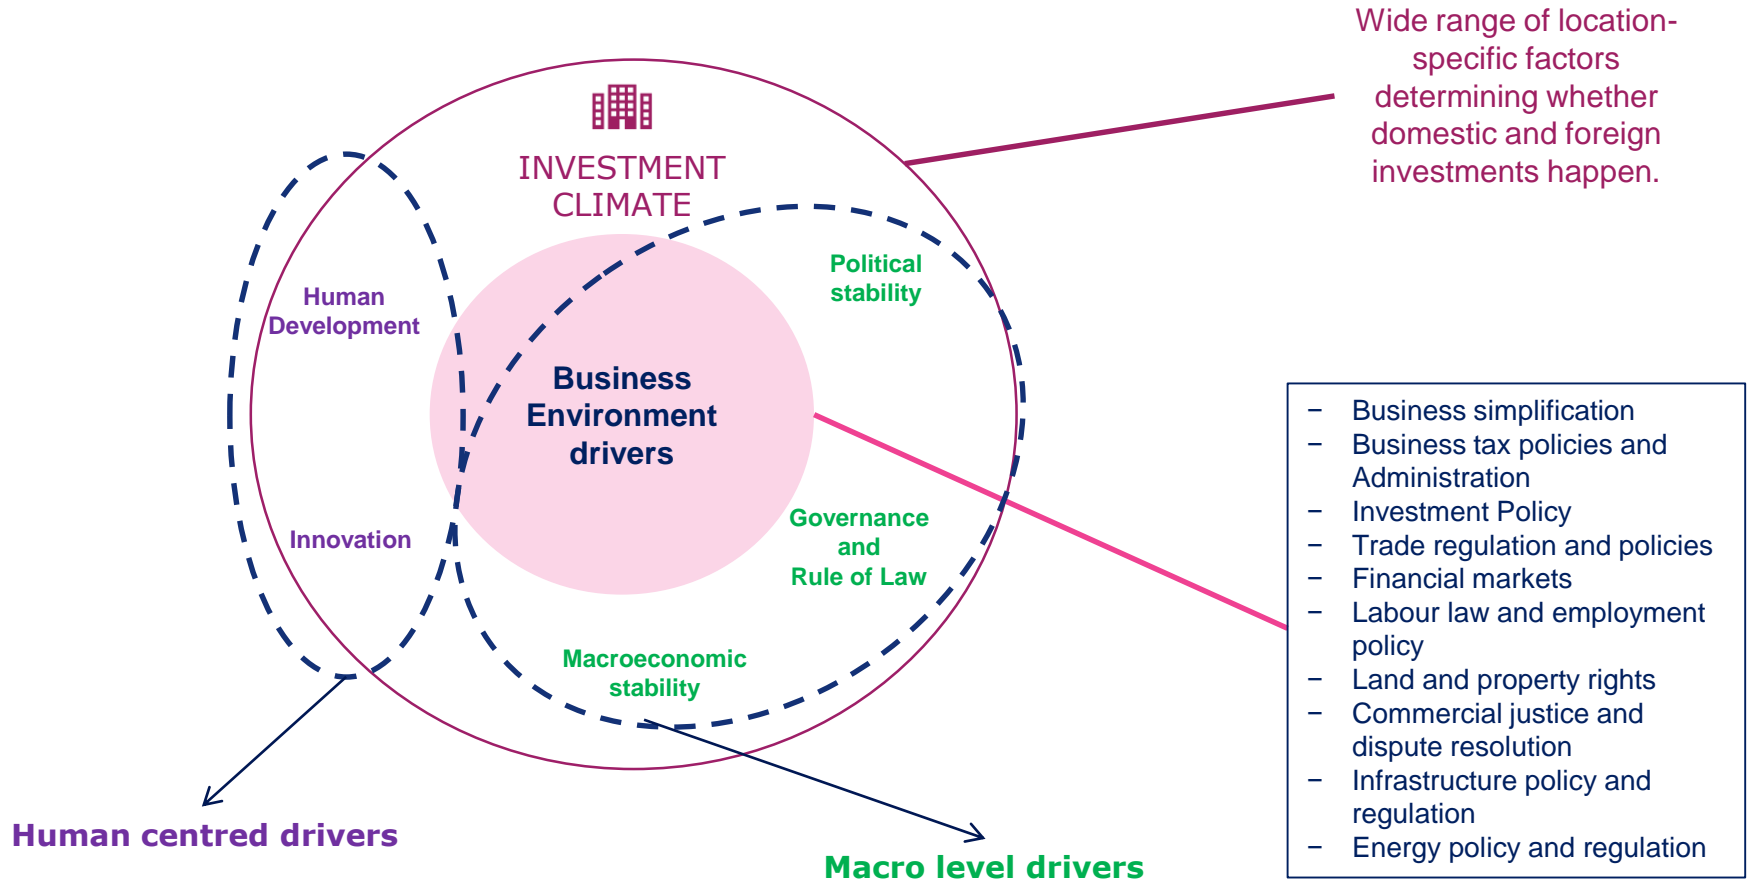 Wide range of location-
specific factors
determining whether
domestic and foreign
investments happen.
INVESTMENT
CLIMATE
Political
stability
Human
Development
Business
Environment
drivers
Governance
and
Rule of Law
Innovation
Macroeconomic
stability
− Business simplification
− Business tax policies and
Administration
− Investment Policy
− Trade regulation and policies
− Financial markets
− Labour law and employment
policy
− Land and property rights
− Commercial justice and
dispute resolution
− Infrastructure policy and
regulation
− Energy policy and regulation
Human centred drivers
Macro level drivers